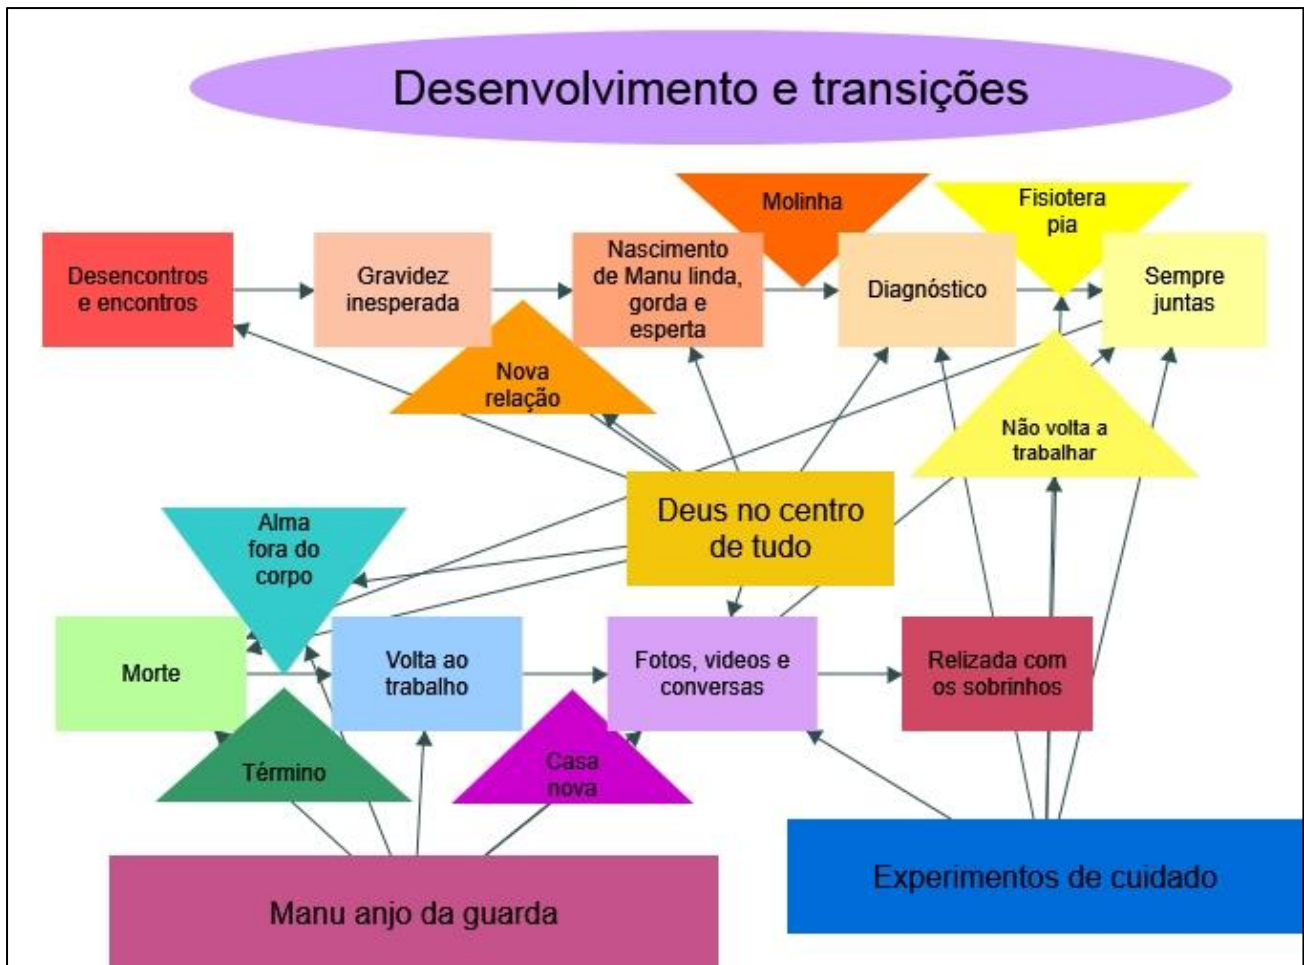 Desenvolvimento e transições
Molinha
Fisiotera
pia
Desencontros
e encontros
Gravidez
inesperada
Nascimento
de Manu linda,
gorda e
esperta
Diagnóstico
Sempre
juntas
Nova
relação
Não volta a
trabalhar
Deus no centro
de tudo
Alma
fora do
corpo
Morte
Volta ao
trabalho
Fotos, videos e
conversas
Relizada com
os sobrinhos
Término
Casa
nova
Manu anjo da guarda
Experimentos de cuidado